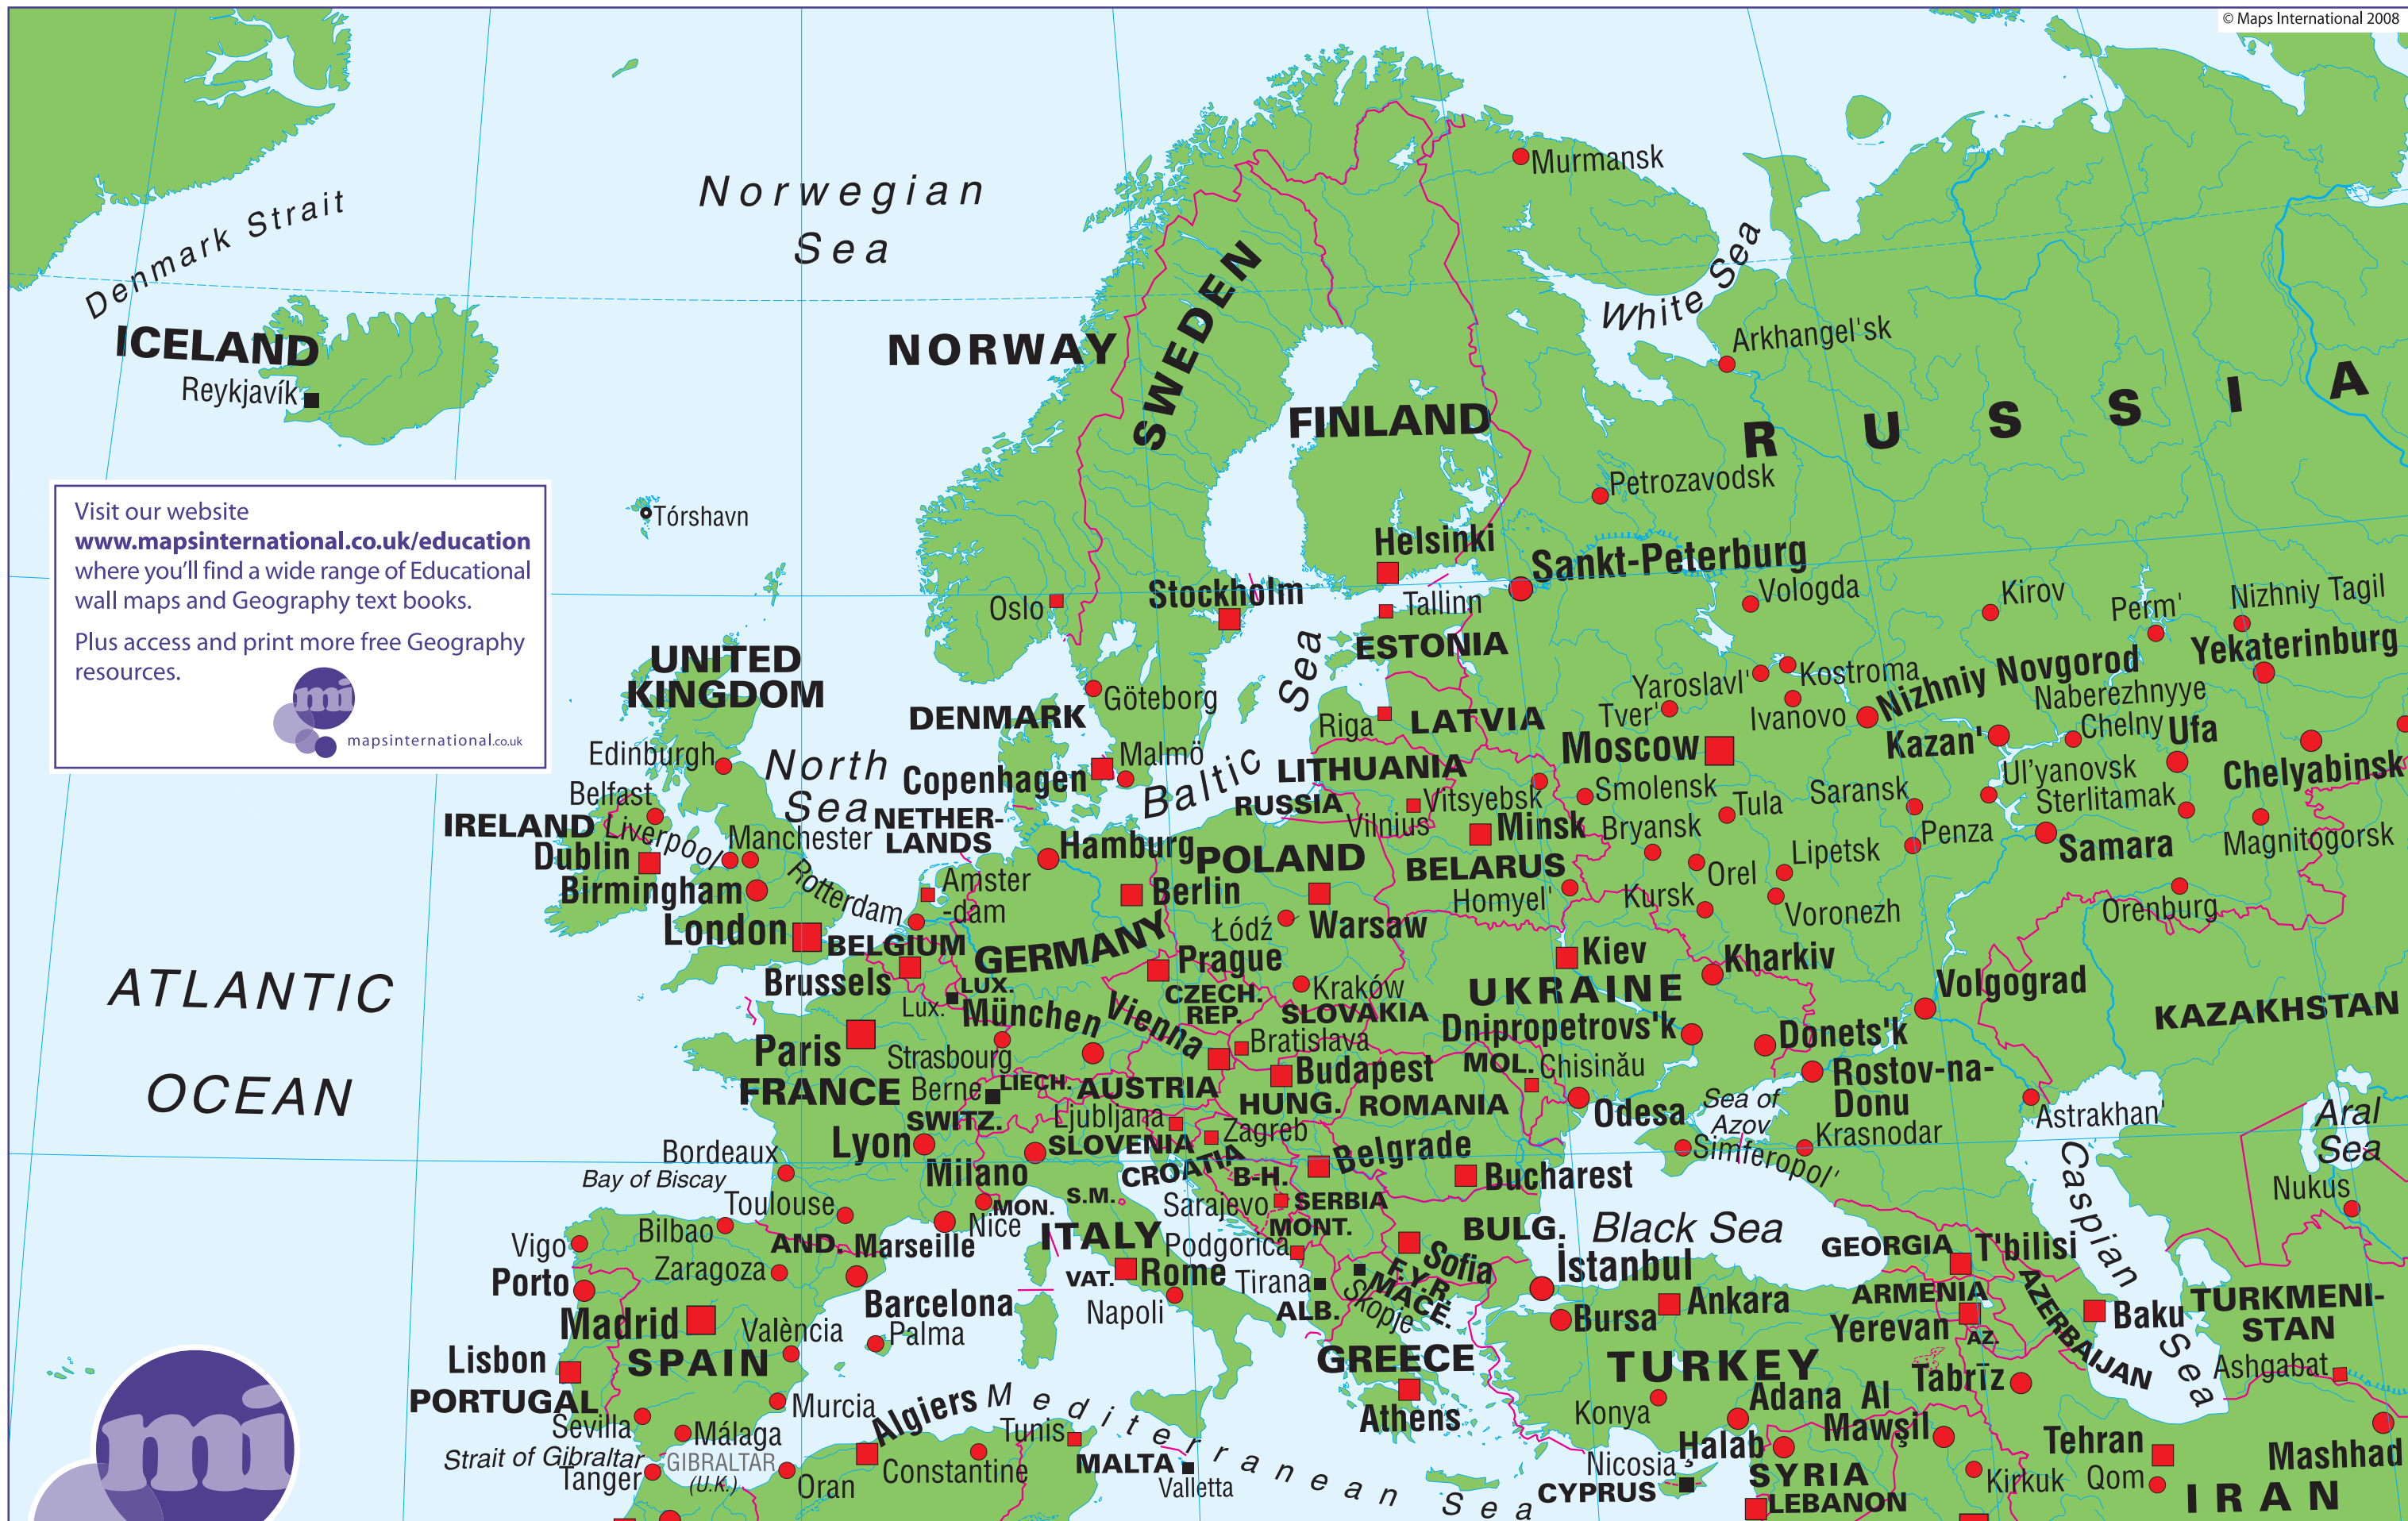 © Maps International 2008
Norwegian
Sea
Denmark Strait
ICELAND
Reykjavík
NORWAY
SWEDEN
FINLAND
Murmansk
White Sea
Arkhangel'sk
RUSSIA
Petrozavodsk
Visit our website
www.mapsinternational.co.uk/education
where you'll find a wide range of Educational
wall maps and Geography text books.
Plus access and print more free Geography
resources.
mi
mapsinternational.co.uk
Tórshavn
Helsinki
Sankt-Peterburg
Oslo
Stockholm
Tallinn
ESTONIA
Vologda
Kirov
Perm'
Nizhniy Tagil
Yekaterinburg
UNITED
KINGDOM
Göteborg
DENMARK
Baltic Sea
Riga
LATVIA
Yaroslavl'
Kostroma
Tver'
Ivanovo
Nizhniy Novgorod
Naberezhnyye
Chelny
Kazan'
Ufa
Chelyabinsk
Edinburgh
North
Sea
Malmö
Copenhagen
LITHUANIA
Moscow
Belfast
IRELAND
Liverpool
Manchester
NETHER-
LANDS
RUSSIA
Vilnius
Vitsyebsk
Smolensk
Tula
Saransk
Ul'yanovsk
Sterlitamak
Magnitogorsk
Dublin
Birmingham
Hamburg
POLAND
Minsk
Bryansk
BELARUS
Orel
Lipetsk
Penza
Samara
Rotterdam
Amster
-dam
Berlin
Homyel'
Kursk
Voronezh
Orenburg
London
BELGIUM
GERMANY
Łódź
Warsaw
Brussels
LUX.
Lux.
Prague
CZECH.
REP.
Kraków
SLOVAKIA
Kiev
Kharkiv
UKRAINE
Volgograd
KAZAKHSTAN
ATLANTIC
OCEAN
Paris
Strasbourg
München
Vienna
Bratislava
Dnipropetrovs'k
Donets'k
FRANCE
Berne
LIECH.
AUSTRIA
Budapest
MOL.
Chisinău
Rostov-na-
Donu
SWITZ.
Ljubljana
HUNG.
ROMANIA
Odesa
Sea of
Azov
Astrakhan'
Aral
Sea
Lyon
SLOVENIA
Zagreb
Krasnodar
Simferopol'
Bordeaux
Bay of Biscay
Milano
CROATIA
B-H.
Belgrade
Bucharest
Caspian Sea
Nukus
Toulouse
Bilbao
MON.
Nice
S.M.
Sarajevo
SERBIA
MONT.
BULG.
Black Sea
Vigo
AND.
Marseille
ITALY
Podgorica
Sofia
GEORGIA
T'bilisi
Porto
Zaragoza
VAT.
Rome
Tirana
Skopje
F.Y.R.
MACE.
İstanbul
ARMENIA
AZERBAIJAN
TURKMENI-
STAN
Barcelona
Napoli
ALB.
Bursa
Ankara
Yerevan
AZ.
Baku
Madrid
València
Palma
Lisbon
SPAIN
GREECE
TURKEY
Tabrīz
Ashgabat
PORTUGAL
Murcia
Algiers
Mediterranean Sea
Athens
Konya
Adana
Al
Mawşil
Sevilla
Málaga
Tunis
Ḩalab
Tehran
Mashhad
Strait of Gibraltar
GIBRALTAR
(U.K.)
Tanger
Oran
Constantine
MALTA
Valletta
Nicosia
CYPRUS
SYRIA
LEBANON
Kirkuk
Qom
IRAN
mi